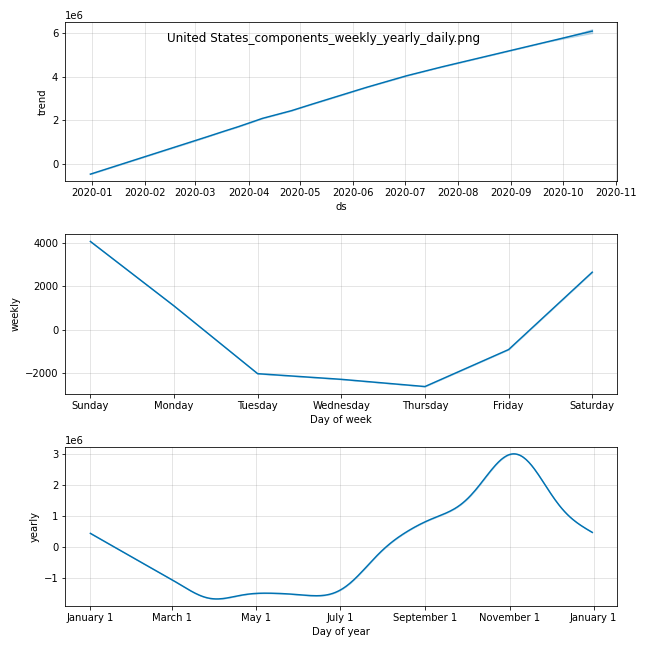 1e6
United States_components_weekly_yearly_daily.png
6
4
2
0
trend
2020-01 2020-02 2020-03 2020-04 2020-05 2020-06 2020-07 2020-08 2020-09 2020-10 2020-11
ds
4000
2000
0
−2000
weekly
Sunday Monday Tuesday Wednesday Thursday Friday Saturday
Day of week
1e6
3
2
1
0
−1
yearly
January 1 March 1 May 1 July 1 September 1 November 1 January 1
Day of year